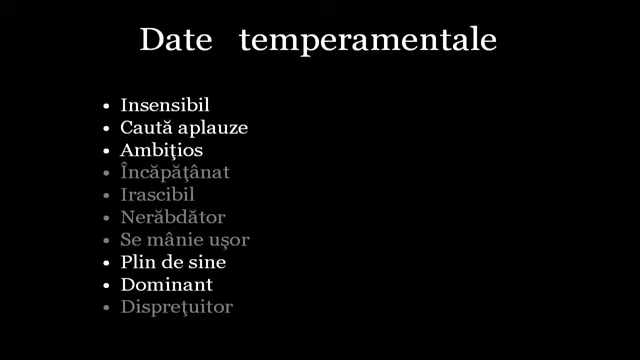 Date temperamentale
• Insensibil
• Caută aplauze
• Ambiţios
• Încăpăţânat
• Irascibil
• Nerăbdător
• Se mânie uşor
• Plin de sine
• Dominant
• Dispreţuitor